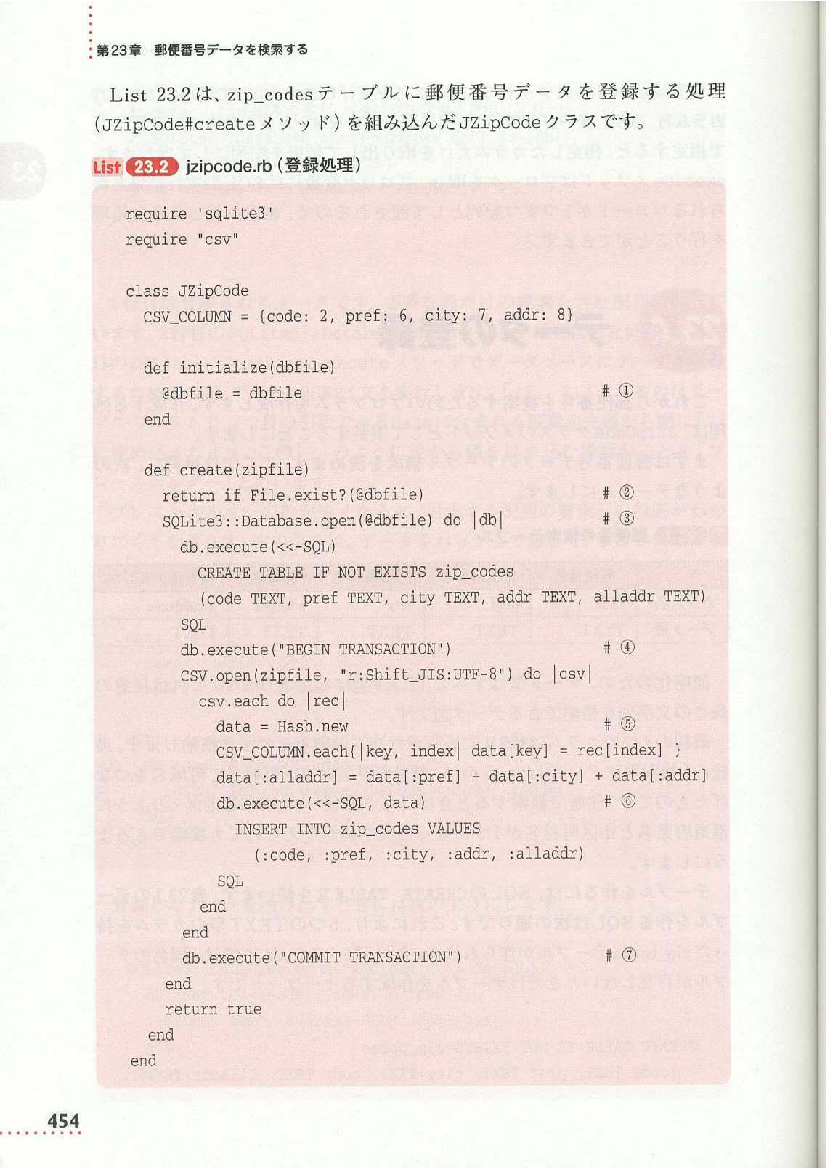 第23章　郵便番号データを検索する
List 23.2は、zip_codesテーブルに郵便番号データを登録する処理
(JZipCode#createメソッド)を組み込んだJZipCodeクラスです。
List 23.2 jzipcode.rb(登録処理)
require 'sqlite3'
require "csv"
class JZipCode
  CSV_COLUMN = {code: 2, pref: 6, city: 7, addr: 8}
  def initialize(dbfile)
    @dbfile = dbfile # ①
  end
  def create(zipfile)
    return if File.exist?(@dbfile) # ②
    SQLite3::Database.open(@dbfile) do |db| # ③
      db.execute(<<-SQL)
        CREATE TABLE IF NOT EXISTS zip_codes
        (code TEXT, pref TEXT, city TEXT, addr TEXT, alladdr TEXT)
      SQL
      db.execute("BEGIN TRANSACTION") # ④
      CSV.open(zipfile, "r:Shift_JIS:UTF-8") do |csv|
        csv.each do |rec|
          data = Hash.new # ⑤
          CSV_COLUMN.each{|key, index| data[key] = rec[index] }
          data[:alladdr] = data[:pref] + data[:city] + data[:addr]
          db.execute(<<-SQL, data) # ⑥
            INSERT INTO zip_codes VALUES
              (:code, :pref, :city, :addr, :alladdr)
          SQL
        end
      end
      db.execute("COMMIT TRANSACTION") # ⑦
    end
    return true
  end
end
454